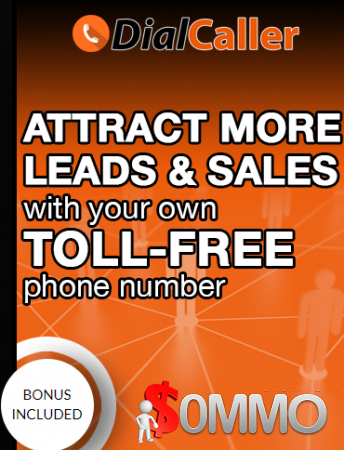 DialCaller
ATTRACT MORE
LEADS & SALES
with your own
TOLL-FREE
phone number
BONUS
INCLUDED
$0MMO